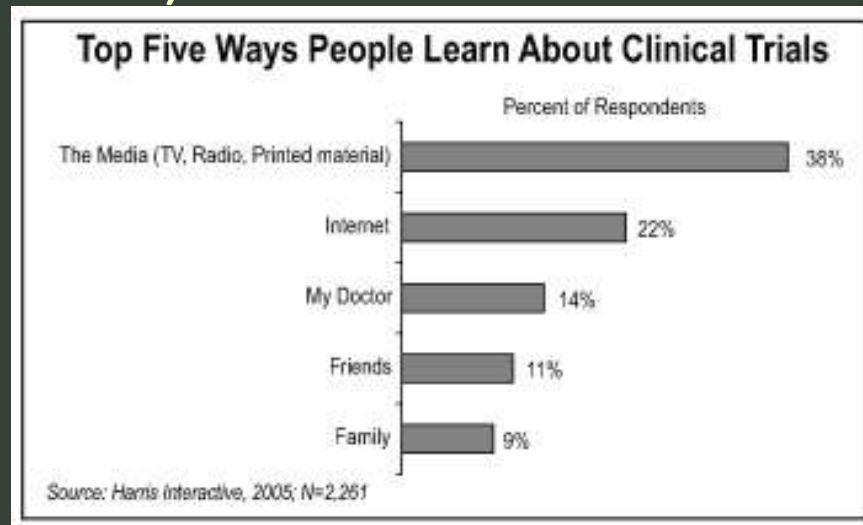 Top Five Ways People Learn About Clinical Trials
Percent of Respondents
The Media (TV, Radio, Printed material) 38%
Internet 22%
My Doctor 14%
Friends 11%
Family 9%
Source: Harris Interactive, 2005; N=2,261